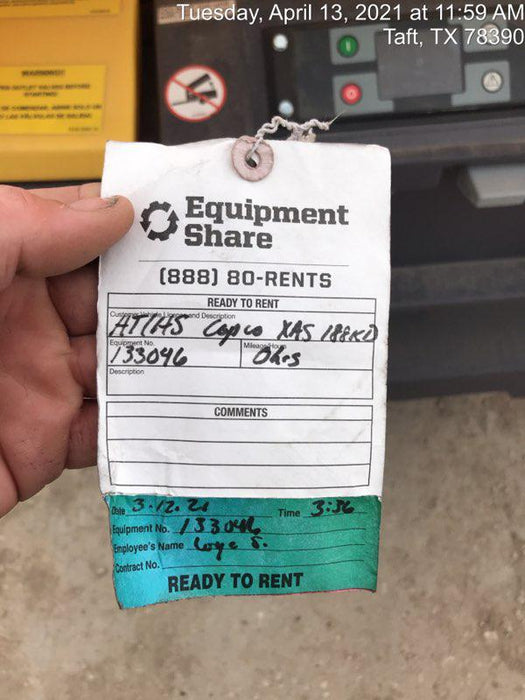 Tuesday, April 13, 2021 at 11:59 AM
Taft, TX 78390
WARNING!
Equipment
Share
(888) 80-RENTS
READY TO RENT
ATlAS Copco XAS 188KD
Equipment No.
133046
0hrs
Description
COMMENTS
Date 3.12.21 Time 3:36
Equipment No. 133046
Employee's Name S.
Contract No.
READY TO RENT